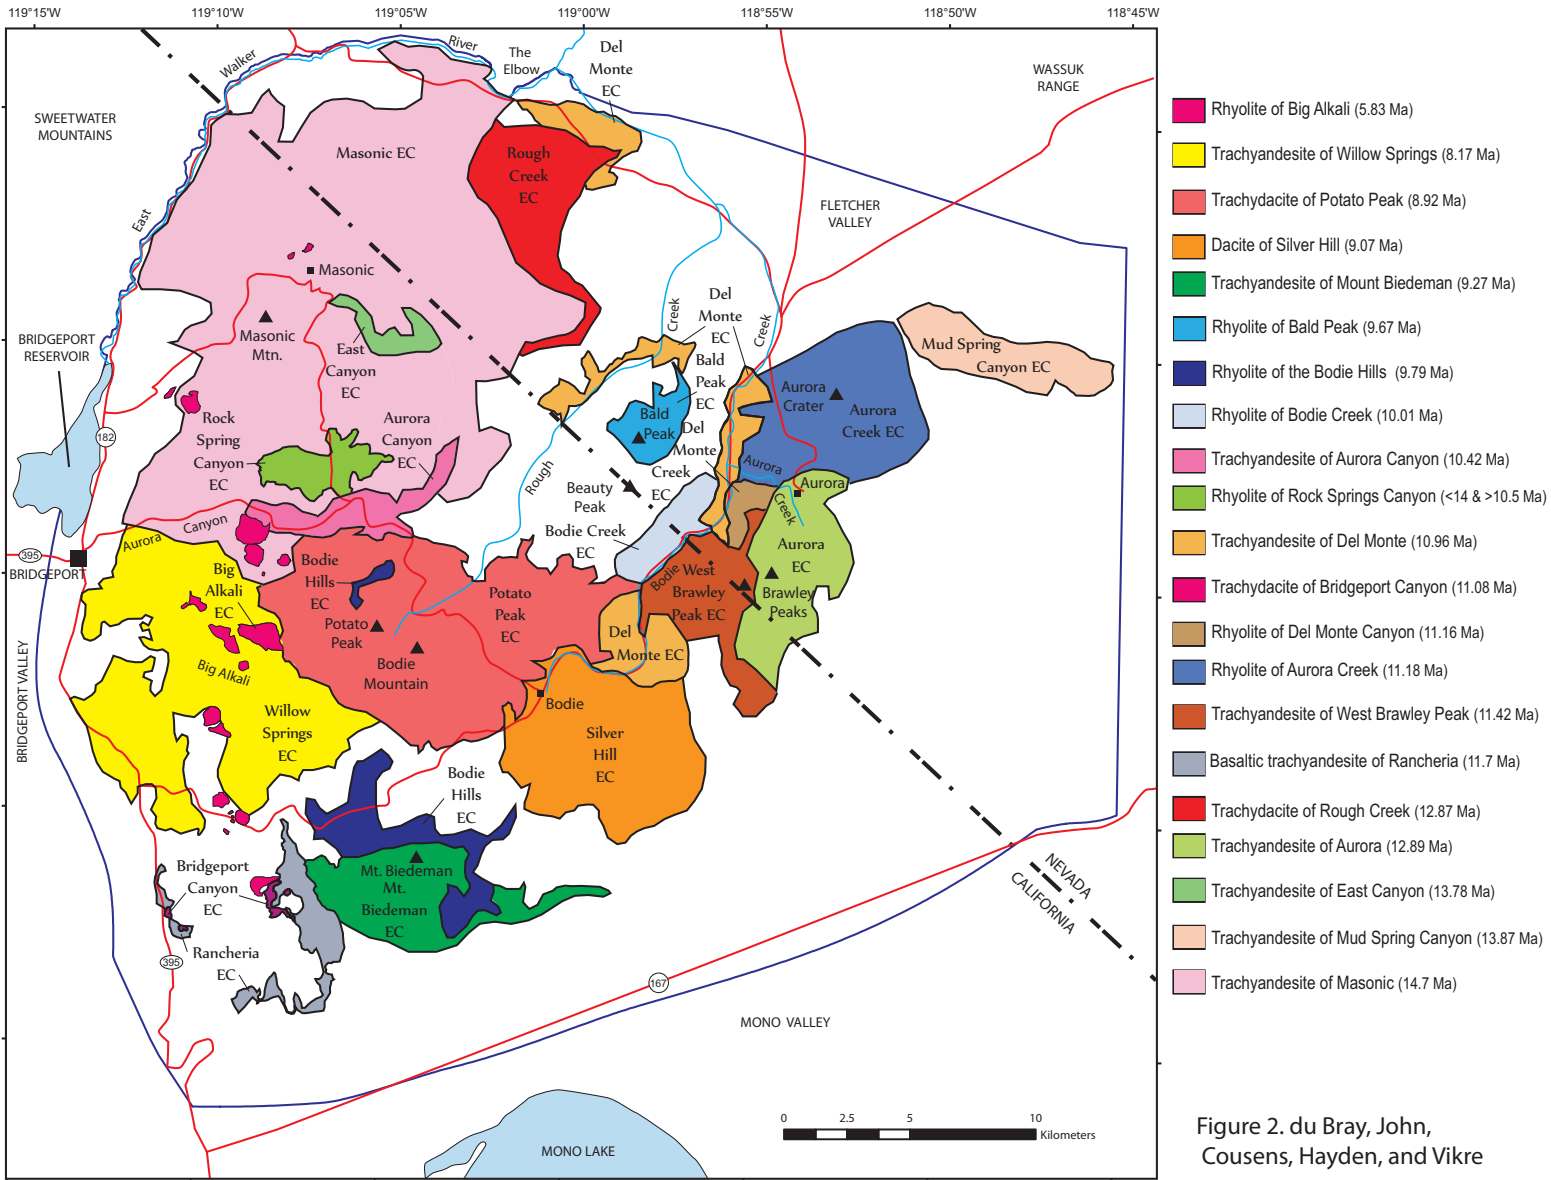 119°15'W
119°10'W
119°05'W
119°00'W
118°55'W
118°50'W
118°45'W
Walker
River
The
Elbow
Del
Monte
EC
WASSUK
RANGE
SWEETWATER
MOUNTAINS
Masonic EC
Rough
Creek
EC
East
FLETCHER
VALLEY
Masonic
Masonic
Mtn.
East
Canyon
EC
BRIDGEPORT
RESERVOIR
Creek
Del
Monte
EC
Creek
Mud Spring
Canyon EC
Bald
Peak
EC
Bald
Peak
Aurora
Crater
Aurora
Creek EC
Rock
Spring
Canyon
EC
Aurora
Canyon
EC
182
Del
Monte
Creek
EC
Aurora
Aurora
Creek
Rough
Beauty
Peak
Bodie Creek
EC
Canyon
Aurora
395
BRIDGEPORT
Big
Alkali
EC
Bodie
Hills
EC
Potato
Peak
Potato
Peak
EC
Bodie
West
Brawley
Peak EC
Aurora
EC
Brawley
Peaks
Del
Monte EC
Big Alkali
Bodie
Mountain
Bodie
BRIDGEPORT VALLEY
Willow
Springs
EC
Silver
Hill
EC
Bodie
Hills
EC
Bridgeport
Canyon
EC
Mt. Biedeman
Mt.
Biedeman
EC
Rancheria
EC
395
167
NEVADA
CALIFORNIA
MONO VALLEY
MONO LAKE
0
2.5
5
10
Kilometers
Rhyolite of Big Alkali (5.83 Ma)
Trachyandesite of Willow Springs (8.17 Ma)
Trachydacite of Potato Peak (8.92 Ma)
Dacite of Silver Hill (9.07 Ma)
Trachyandesite of Mount Biedeman (9.27 Ma)
Rhyolite of Bald Peak (9.67 Ma)
Rhyolite of the Bodie Hills (9.79 Ma)
Rhyolite of Bodie Creek (10.01 Ma)
Trachyandesite of Aurora Canyon (10.42 Ma)
Rhyolite of Rock Springs Canyon (<14 & >10.5 Ma)
Trachyandesite of Del Monte (10.96 Ma)
Trachydacite of Bridgeport Canyon (11.08 Ma)
Rhyolite of Del Monte Canyon (11.16 Ma)
Rhyolite of Aurora Creek (11.18 Ma)
Trachyandesite of West Brawley Peak (11.42 Ma)
Basaltic trachyandesite of Rancheria (11.7 Ma)
Trachydacite of Rough Creek (12.87 Ma)
Trachyandesite of Aurora (12.89 Ma)
Trachyandesite of East Canyon (13.78 Ma)
Trachyandesite of Mud Spring Canyon (13.87 Ma)
Trachyandesite of Masonic (14.7 Ma)
Figure 2. du Bray, John,
Cousens, Hayden, and Vikre